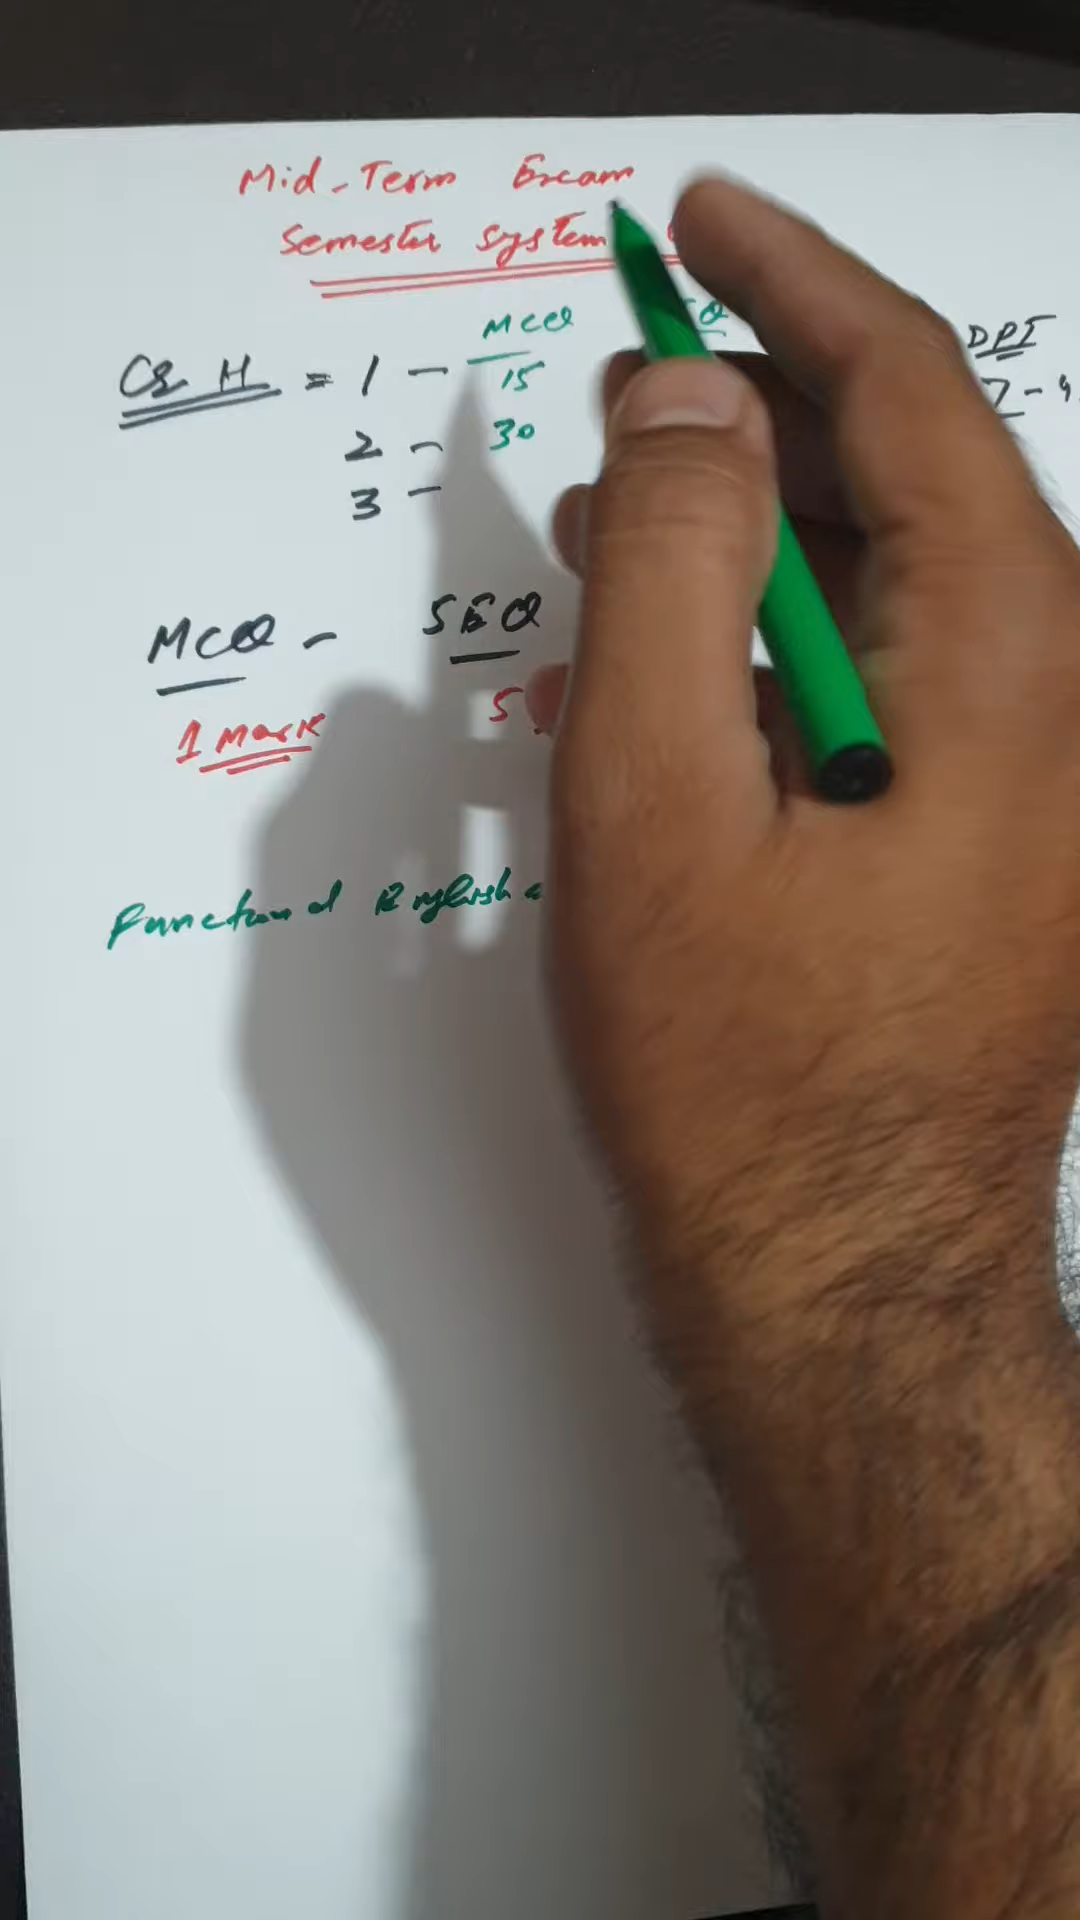 Mid-Term Exam
Semester system
MCQ
DPT
Cr H = 1 - 15
2 - 30
3 -
MCQ - SEQ
1 Mark 5
Functional English